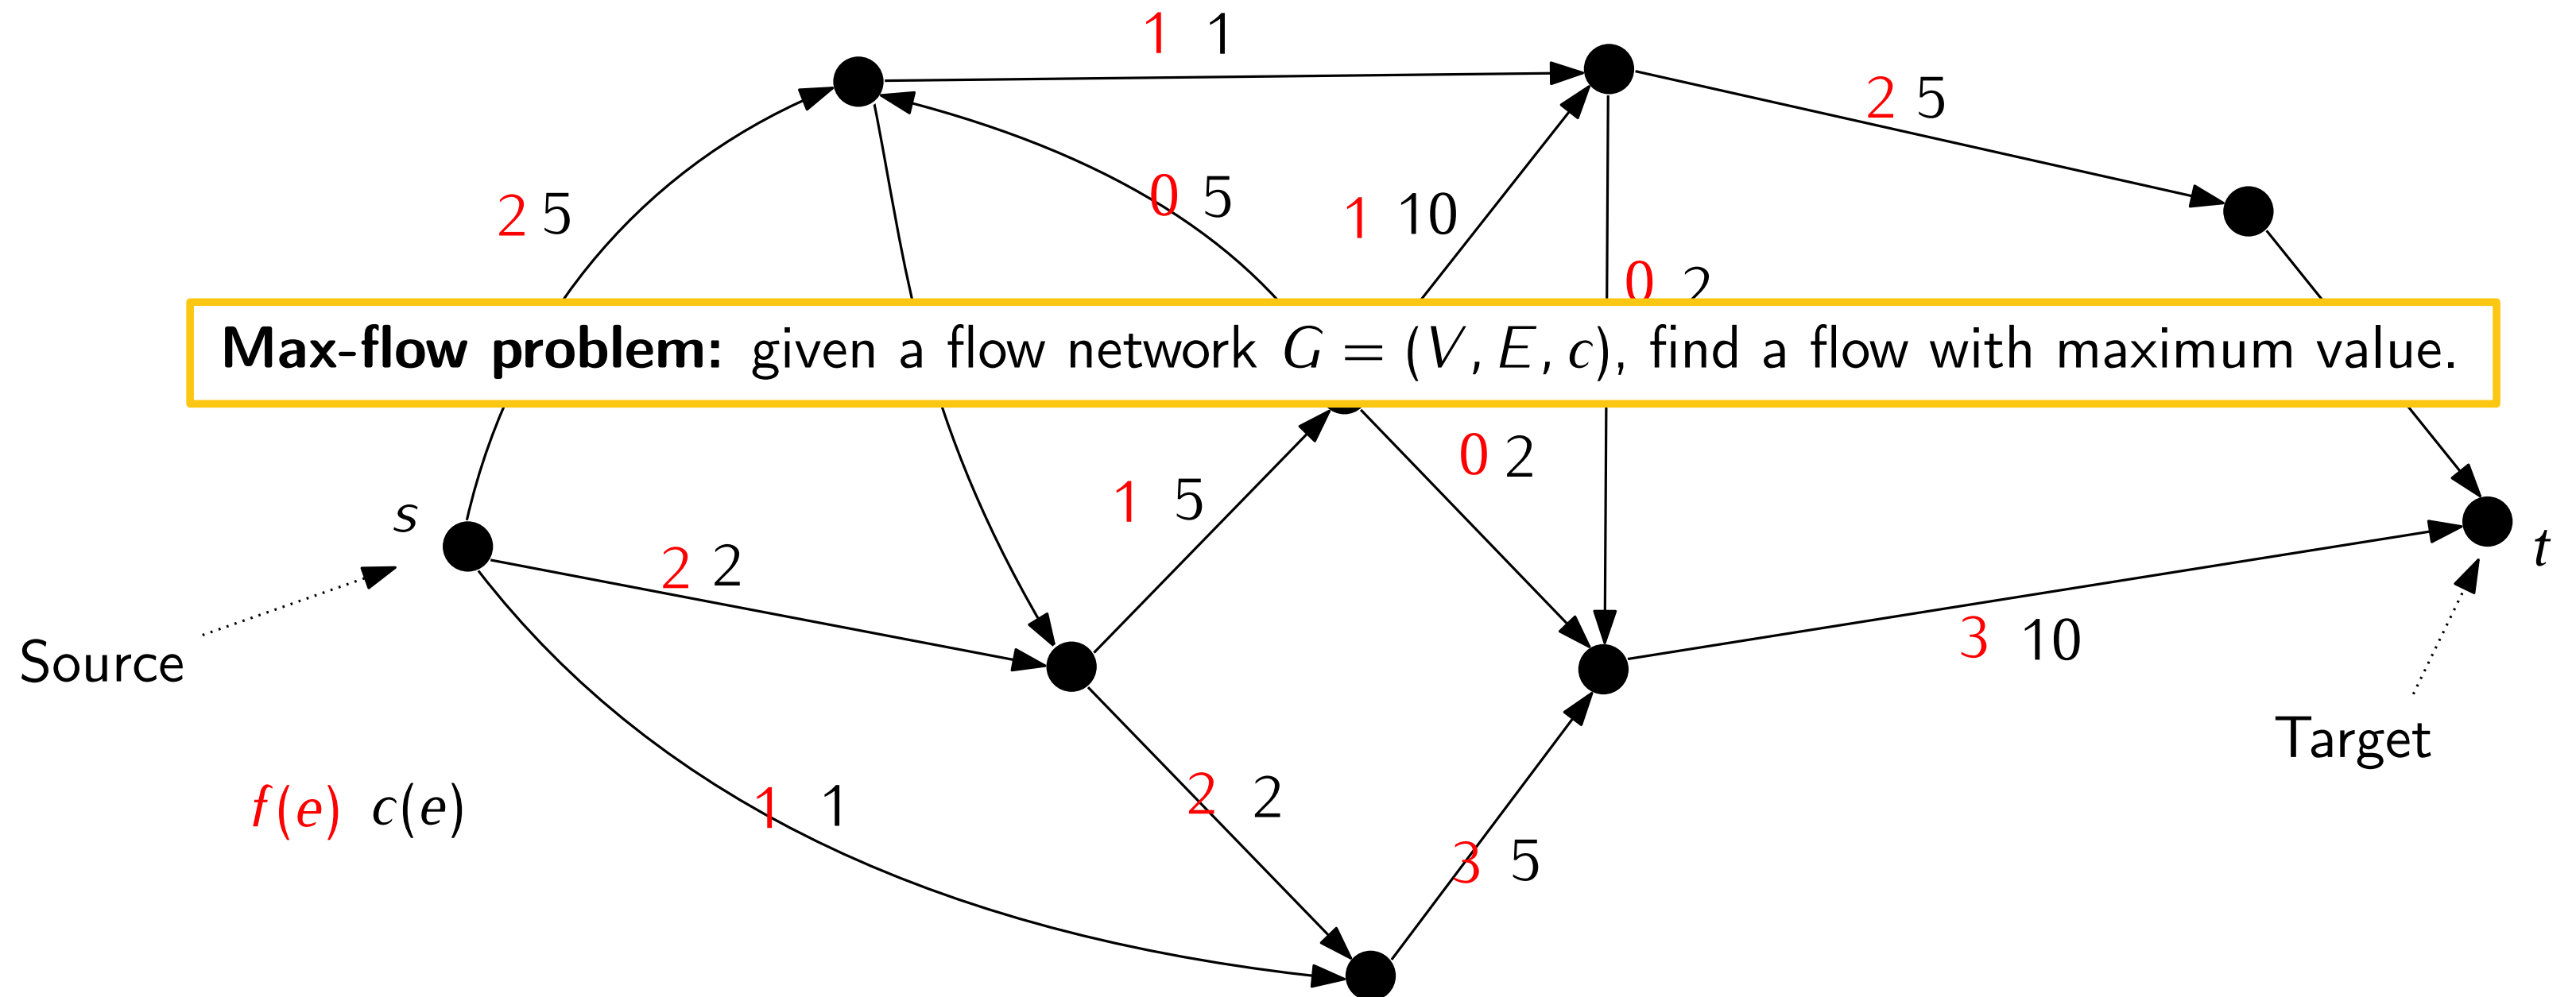 1 1
2 5
2 5
0 5
1 10
0 2
Max-flow problem: given a flow network G = (V, E, c), find a flow with maximum value.
0 2
1 5
s
t
2 2
3 10
Source
Target
f(e) c(e)
1 1
2 2
3 5